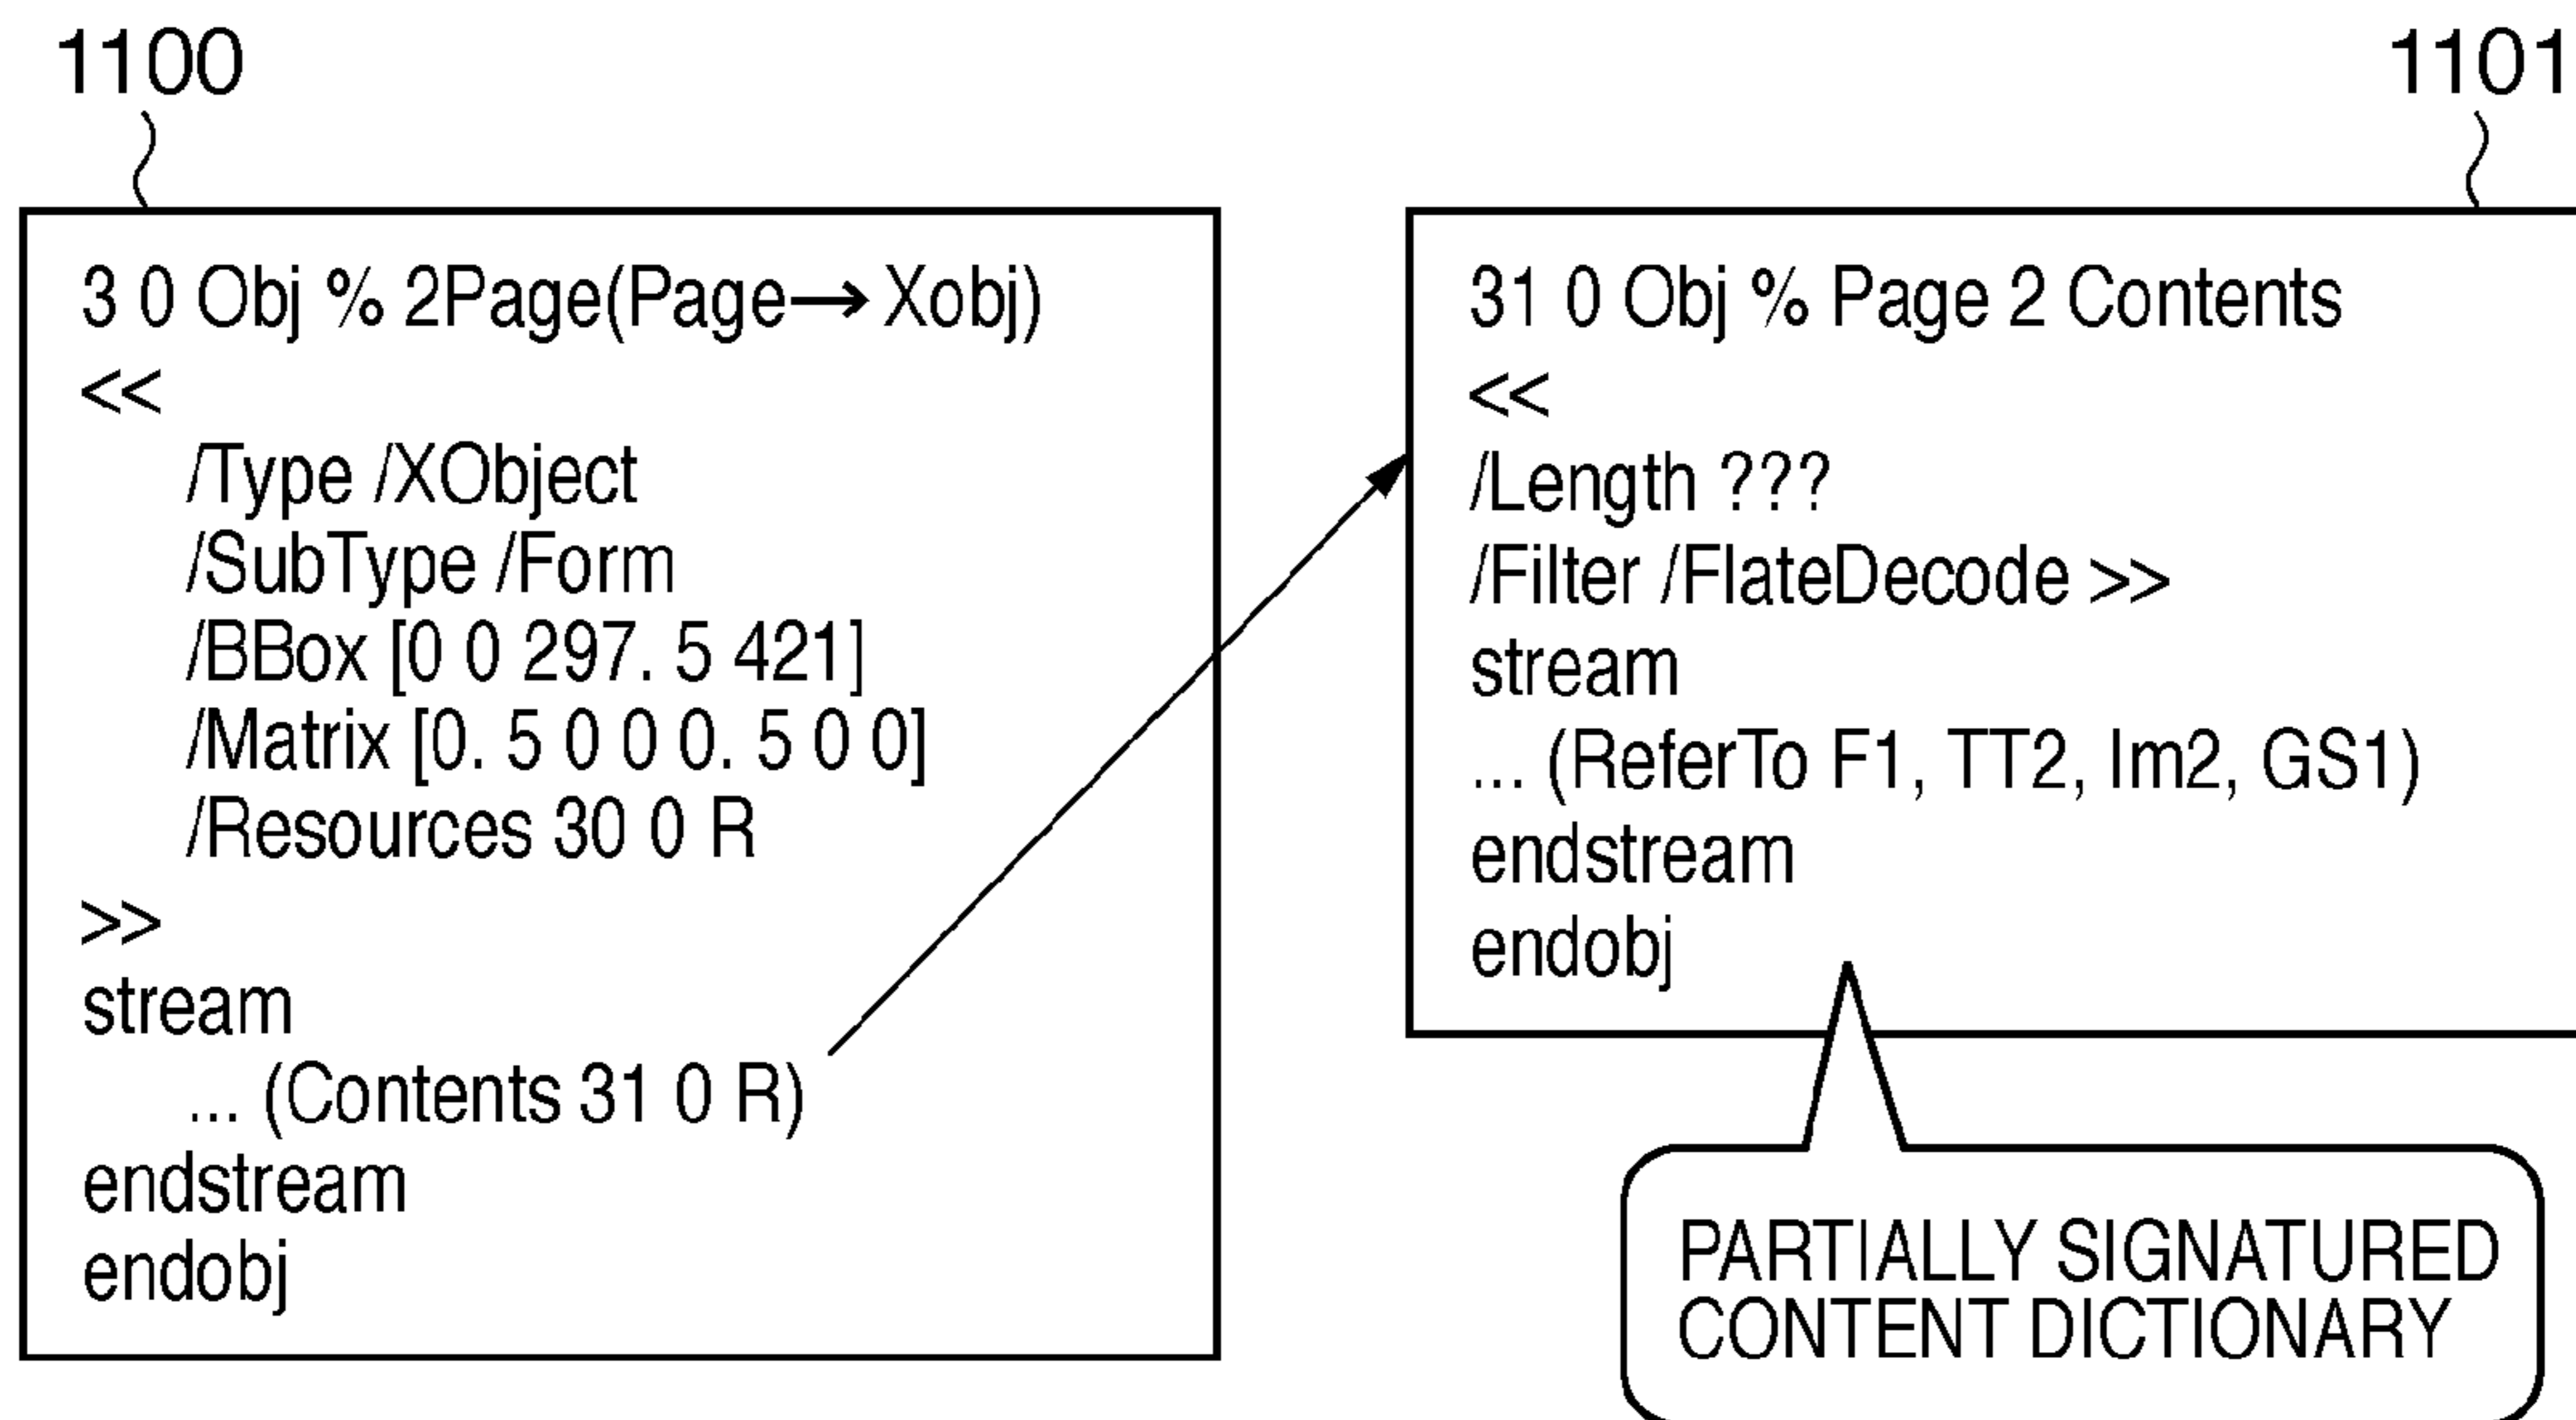 1100
3 0 Obj % 2Page(Page→Xobj)
<<
/Type /XObject
/SubType /Form
/BBox [0 0 297. 5 421]
/Matrix [0. 5 0 0 0. 5 0 0]
/Resources 30 0 R
>>
stream
... (Contents 31 0 R)
endstream
endobj
1101
31 0 Obj % Page 2 Contents
<<
/Length ???
/Filter /FlateDecode >>
stream
... (ReferTo F1, TT2, Im2, GS1)
endstream
endobj
PARTIALLY SIGNATURED
CONTENT DICTIONARY